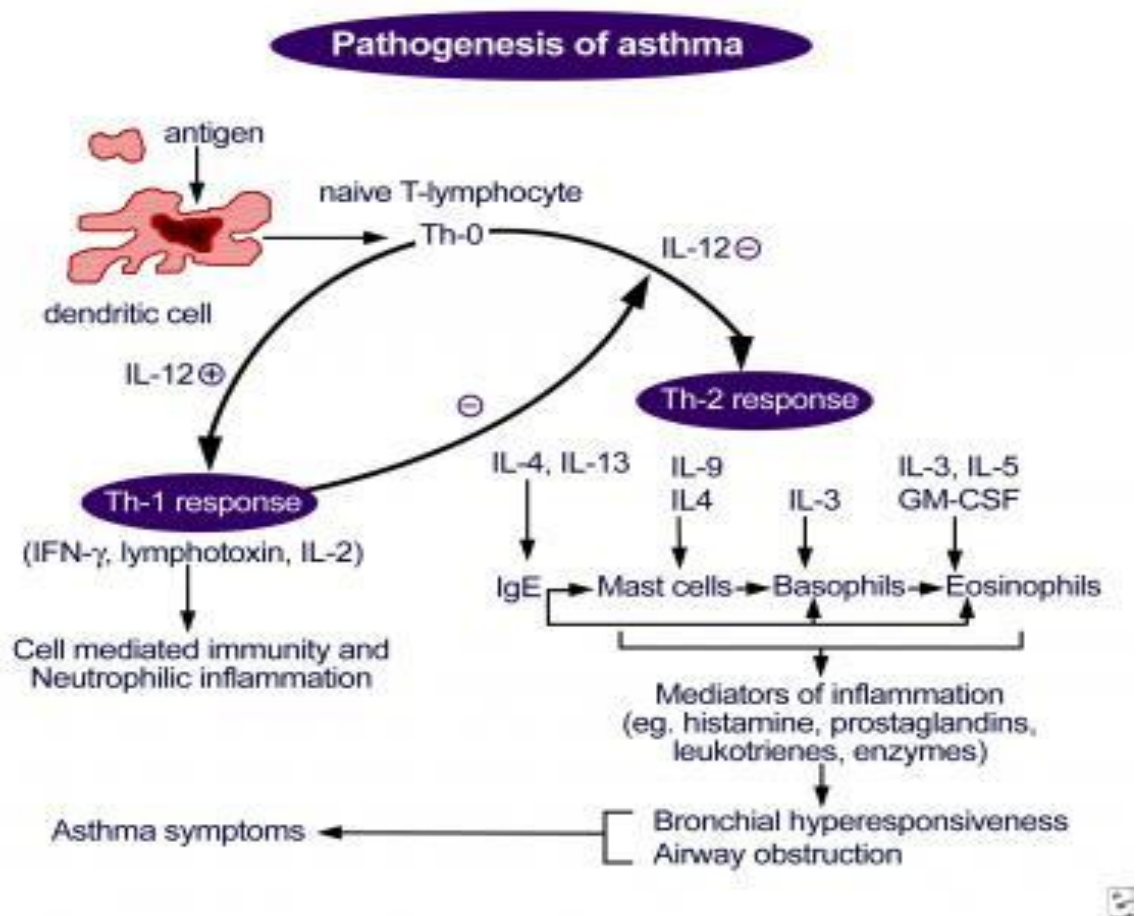 Pathogenesis of asthma
antigen
naive T-lymphocyte
Th-0
IL-12⊖
dendritic cell
IL-12⊕
⊖
Th-2 response
Th-1 response
(IFN-γ, lymphotoxin, IL-2)
Cell mediated immunity and
Neutrophilic inflammation
IL-4, IL-13
IL-9
IL4
IL-3
IL-3, IL-5
GM-CSF
IgE
Mast cells
Basophils
Eosinophils
Mediators of inflammation
(eg. histamine, prostaglandins,
leukotrienes, enzymes)
Bronchial hyperesponsiveness
Airway obstruction
Asthma symptoms